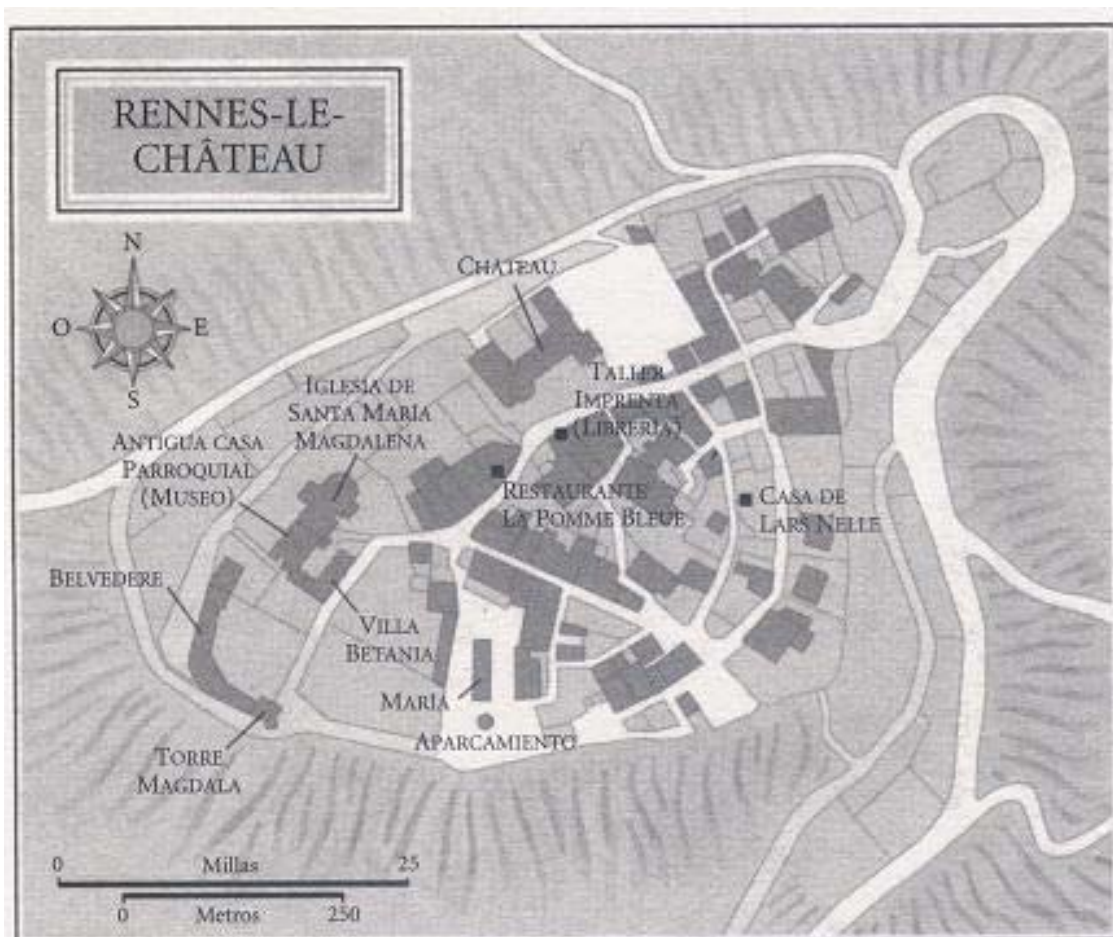 RENNES-LE-
CHÂTEAU
N
O
E
S
CHÂTEAU
IGLESIA DE
SANTA MARÍA
MAGDALENA
TALLER
IMPRENTA
(LIBRERÍA)
ANTIGUA CASA
PARROQUIAL
(MUSEO)
RESTAURANTE
LA POMME BLEUE
CASA DE
LARS NELLE
BELVEDERE
VILLA
BETANIA
MARÍA
APARCAMIENTO
TORRE
MAGDALA
0 Millas 25
0 Metros 250